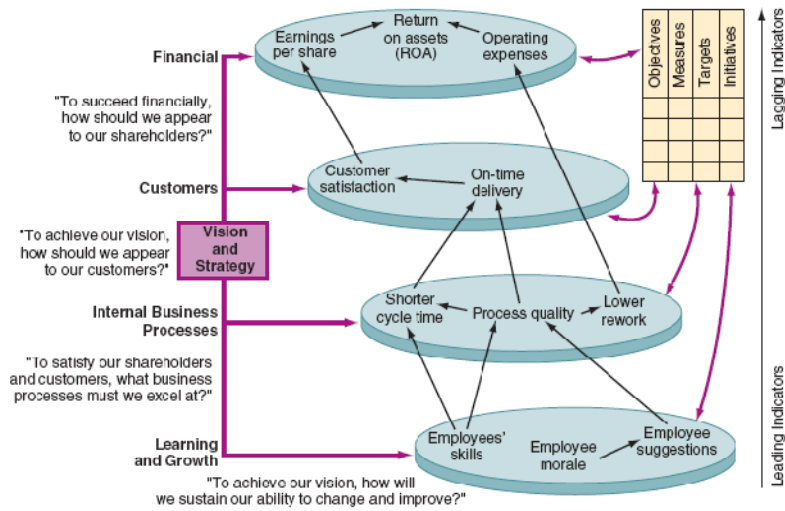 Financial
"To succeed financially,
how should we appear
to our shareholders?"
Earnings
per share
Return
on assets
(ROA)
Operating
expenses
Objectves
Measures
Targets
Initiatives
Lagging Indicators
Customers
Customer
satisfaction
On-time
delivery
Vision
and
Strategy
"To achieve our vision,
how should we appear
to our customers?"
Internal Business
Processes
"To satisfy our shareholders
and customers, what business
processes must we excel at?"
Shorter
cycle time
Process quality
Lower
rework
Learning
and Growth
"To achieve our vision, how will
we sustain our ability to change and improve?"
Employees'
skills
Employee
morale
Employee
suggestions
Leading Indicators